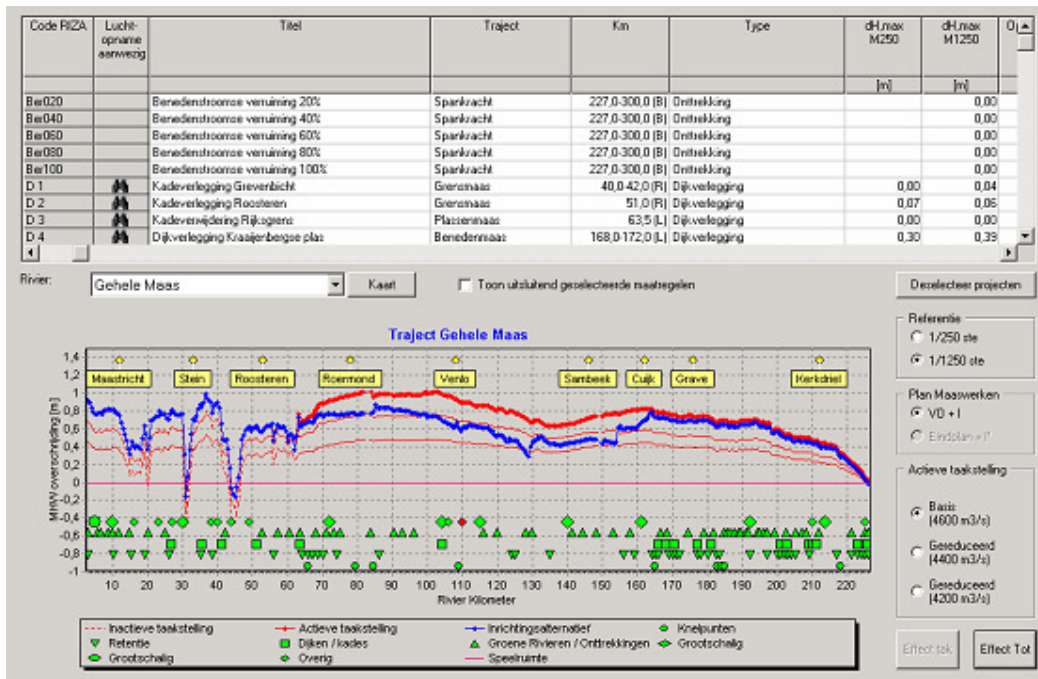 Code RIZA Lucht-opname aanwezig Titel Traject Km Type dH,max M250 dH,max M1250
[m] [m]
Ber020 Benedenstroomse verruiming 20% Spankracht 227,0-300,0 (B) Onttrekking 0,00
Ber040 Benedenstroomse verruiming 40% Spankracht 227,0-300,0 (B) Onttrekking 0,00
Ber060 Benedenstroomse verruiming 60% Spankracht 227,0-300,0 (B) Onttrekking 0,00
Ber080 Benedenstroomse verruiming 80% Spankracht 227,0-300,0 (B) Onttrekking 0,00
Ber100 Benedenstroomse verruiming 100% Spankracht 227,0-300,0 (B) Onttrekking 0,00
D 1 Kadeverlegging Grevenbicht Grensmaas 40,0-42,0 (R) Dijkverlegging 0,00 0,04
D 2 Kadeverlegging Roosteren Grensmaas 51,0 (R) Dijkverlegging 0,07 0,06
D 3 Kadeverwijdering Rijksgrens Plassenmaas 63,5 (L) Dijkverlegging 0,00 0,00
D 4 Dijkverlegging Kraaijenbergse plas Benedenmaas 168,0-172,0 (L) Dijkverlegging 0,30 0,39
Rivier: Gehele Maas Kaart Toon uitsluitend geselecteerde maatregelen Deselecteer projecten
Traject Gehele Maas
MHW overschrijding [m]
1,4
1,2
1
0,8
0,6
0,4
0,2
0
-0,2
-0,4
-0,6
-0,8
-1
Maastricht Stein Roosteren Roermond Venlo Sambeek Cuijk Grave Kerkdriel
10 20 30 40 50 60 70 80 90 100 110 120 130 140 150 160 170 180 190 200 210 220
Rivier Kilometer
Inactieve taakstelling Actieve taakstelling Inrichtingsalternatief Knelpunten
Retentie Dijken / kades Groene Rivieren / Onttrekkingen Grootschalig
Grootschalig Overig Speelruimte
Referentie
1/250 ste
1/1250 ste
Plan Maaswerken
VO + I
Eindplan + I'
Actieve taakstelling
Basis
(4600 m3/s)
Gereduceerd
(4400 m3/s)
Gereduceerd
(4200 m3/s)
Effect tak Effect Tot